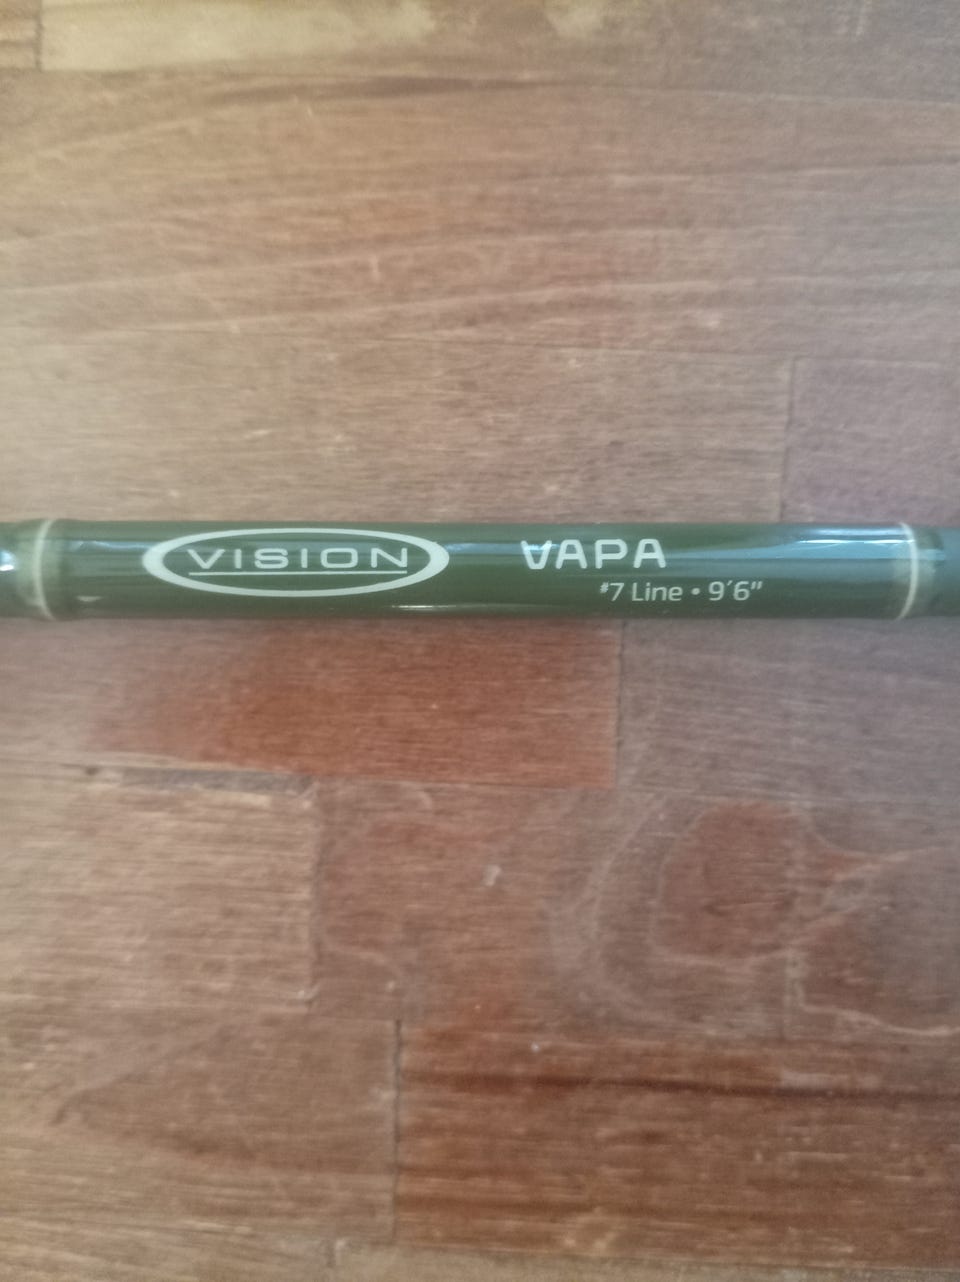 VISION
VAPA
#7 Line • 9'6"